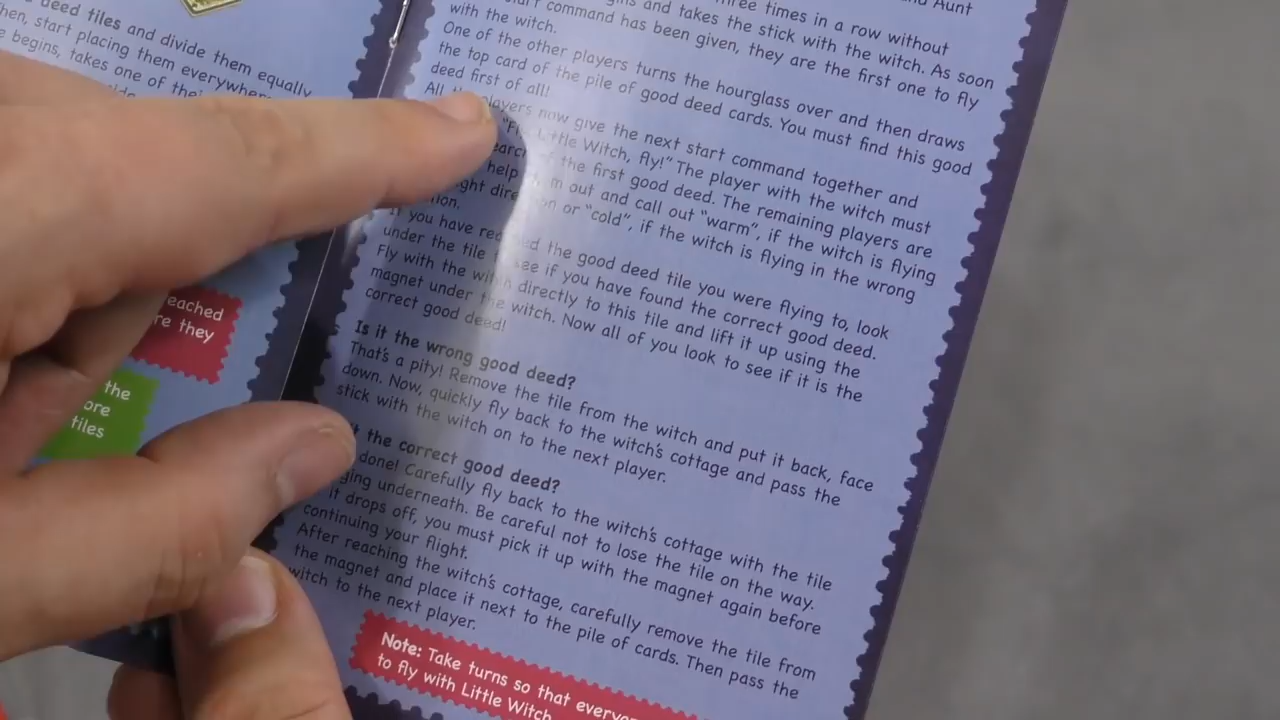 deed tiles and divide them equally
then, start placing them everywhere
begins, takes one of their
eached
re they
the
ore
tiles
three times in a row without
Aunt
and takes the stick with the witch. As soon
command has been given, they are the first one to fly
with the witch.
One of the other players turns the hourglass over and then draws
the top card of the pile of good deed cards. You must find this good
deed first of all!
All the players now give the next start command together and
Little Witch, fly!" The player with the witch must
the first good deed. The remaining players are
help out and call out "warm", if the witch is flying
or "cold", if the witch is flying in the wrong
If you have reached the good deed tile you were flying to, look
under the tile to see if you have found the correct good deed.
Fly with the witch directly to this tile and lift it up using the
magnet under the witch. Now all of you look to see if it is the
correct good deed!
Is it the wrong good deed?
That's a pity! Remove the tile from the witch and put it back, face
down. Now, quickly fly back to the witch's cottage and pass the
stick with the witch on to the next player.
the correct good deed?
done! Carefully fly back to the witch's cottage with the tile
ging underneath. Be careful not to lose the tile on the way.
it drops off, you must pick it up with the magnet again before
continuing your flight.
After reaching the witch's cottage, carefully remove the tile from
the magnet and place it next to the pile of cards. Then pass the
witch to the next player.
Note: Take turns so that everyo
to fly with Little Witch